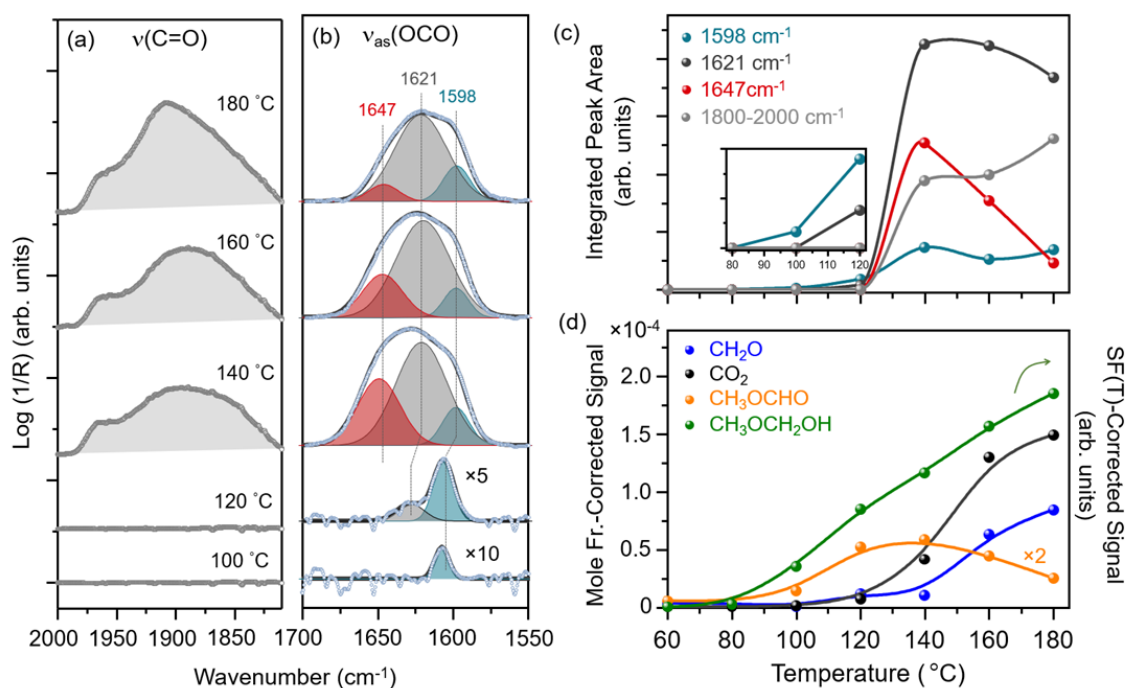 (a) ν(C=O)
180 °C
160 °C
140 °C
120 °C
100 °C
Log (1/R) (arb. units)
2000 1900 1800
(b) νas(OCO)
1621
1647 1598
×5
×10
1700 1650 1600 1550
Wavenumber (cm-1)
(c)
1598 cm-1
1621 cm-1
1647cm-1
1800-2000 cm-1
Integrated Peak Area
(arb. units)
80 90 100 110 120
(d) ×10-4
CH2O
CO2
CH3OCHO
CH3OCH2OH
×2
2.0
1.5
1.0
0.5
0
Mole Fr.-Corrected Signal
SF(T)-Corrected Signal
(arb. units)
60 80 100 120 140 160 180
Temperature (°C)